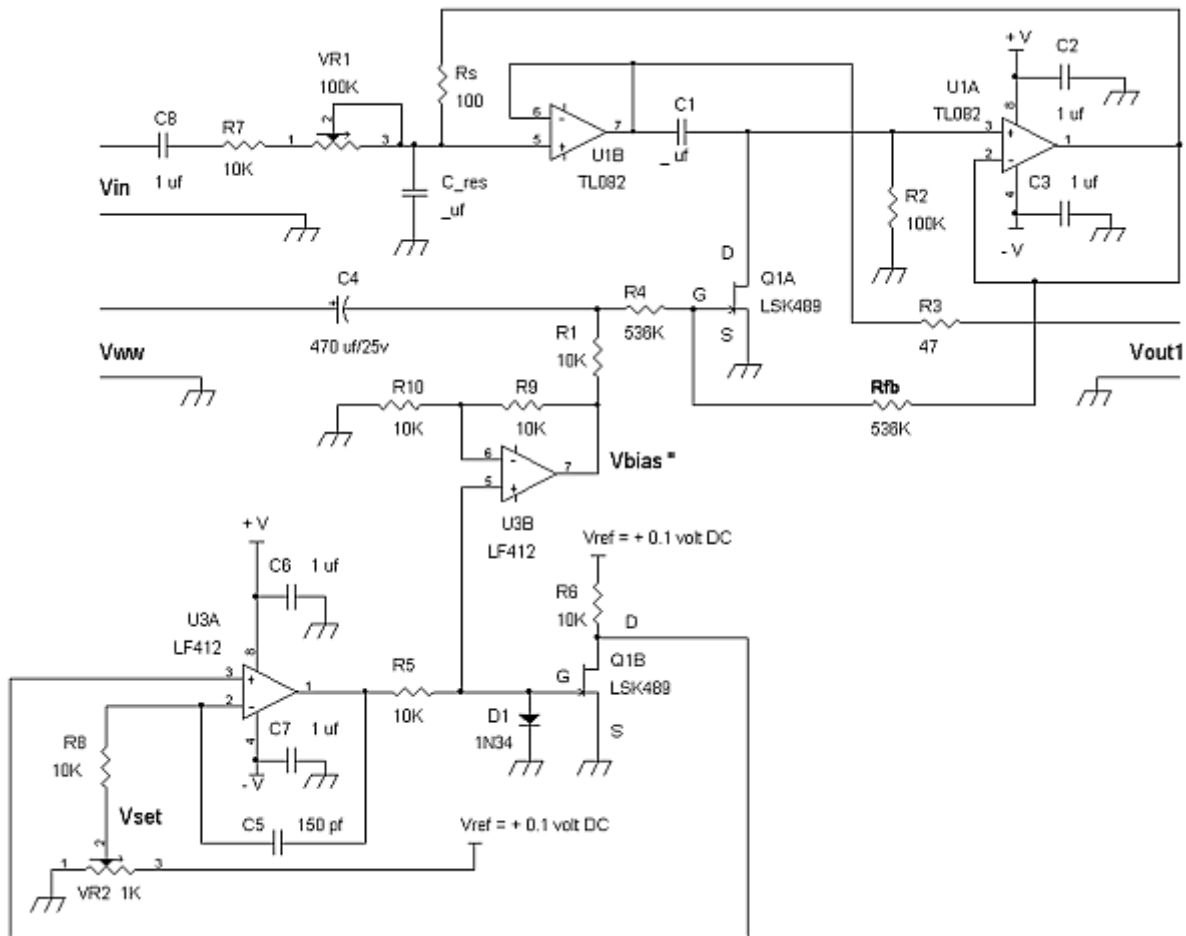 + V
C2
VR1
100K
Rs
100
U1A
TL082
1 uf
C8
R7
C1
2
6
7
5
8
3
1
2
1
3
10K
1 uf
U1B
TL082
_ uf
C_res
_uf
Vin
R2
100K
C3
1 uf
4
- V
D
C4
R4
G
Q1A
LSK489
536K
S
R3
47
470 uf/25v
R1
10K
Vww
Vout1
R10
R9
Rfb
10K
10K
536K
6
7
5
Vbias *
U3B
LF412
+ V
Vref = + 0.1 volt DC
C6
1 uf
R6
10K
D
U3A
LF412
8
3
1
2
R5
10K
G
Q1B
LSK489
C7
1 uf
D1
1N34
S
4
- V
R8
10K
Vset
C5
150 pf
Vref = + 0.1 volt DC
2
1
3
VR2 1K